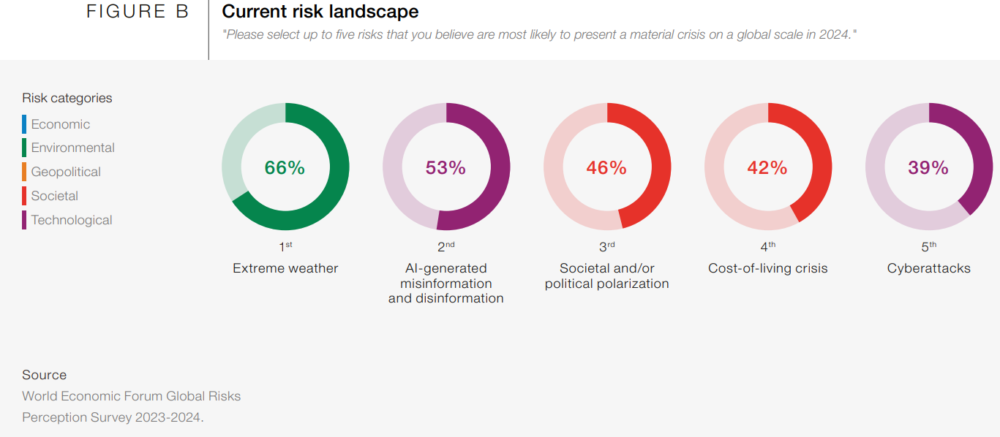 FIGURE B
Current risk landscape
"Please select up to five risks that you believe are most likely to present a material crisis on a global scale in 2024."
Risk categories
Economic
Environmental
Geopolitical
Societal
Technological
66%
53%
46%
42%
39%
1st
Extreme weather
2nd
AI-generated
misinformation
and disinformation
3rd
Societal and/or
political polarization
4th
Cost-of-living crisis
5th
Cyberattacks
Source
World Economic Forum Global Risks
Perception Survey 2023-2024.